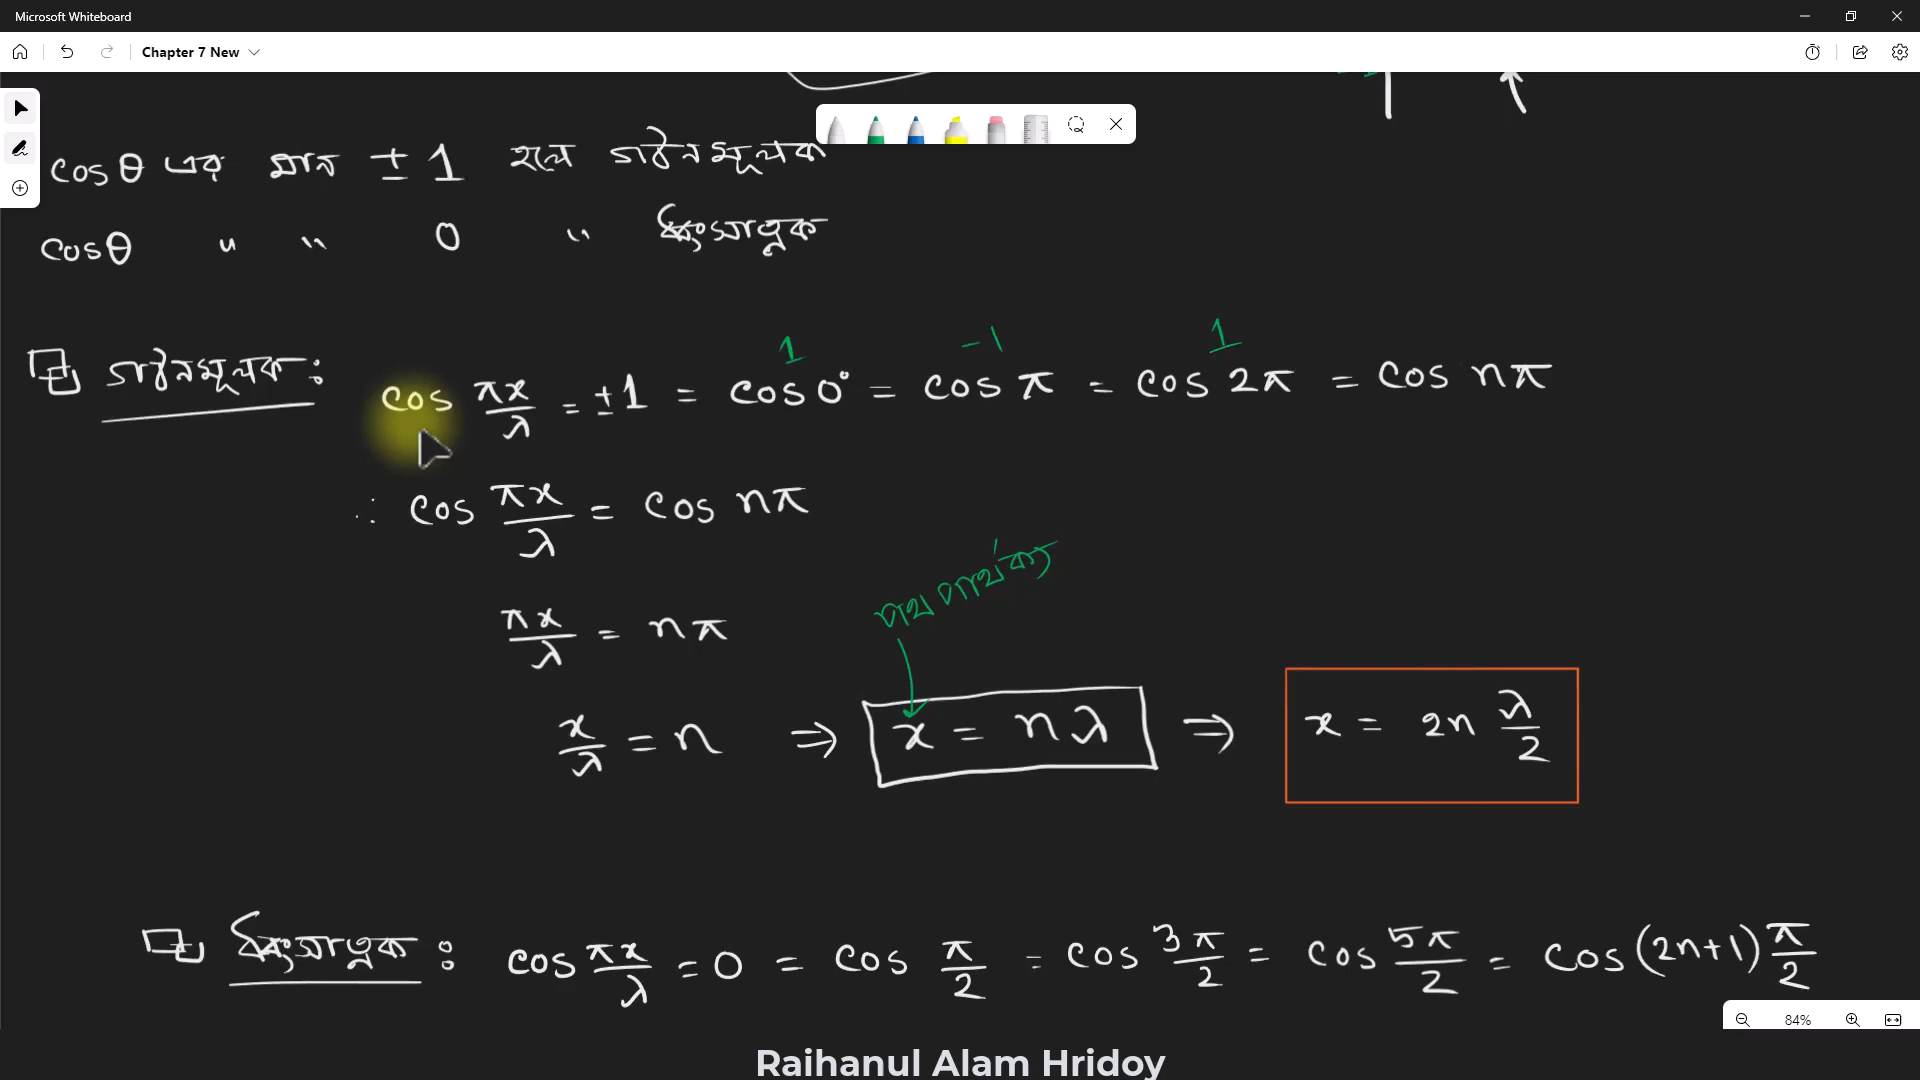 Microsoft Whiteboard
Chapter 7 New
cosθ এর মান ±1 হলে গঠনমূলক
cosθ " " 0 " ধ্বংসাত্মক
1 -1 1
গঠনমূলক: cos πx/λ = ±1 = cos 0° = cos π = cos 2π = cos nπ
∴ cos πx/λ = cos nπ
পথ পার্থক্য
πx/λ = nπ
x/λ = n ⇒ x = nλ ⇒ x = 2n λ/2
ধ্বংসাত্মক: cos πx/λ = 0 = cos π/2 = cos 3π/2 = cos 5π/2 = cos (2n+1) π/2
84%
Raihanul Alam Hridoy